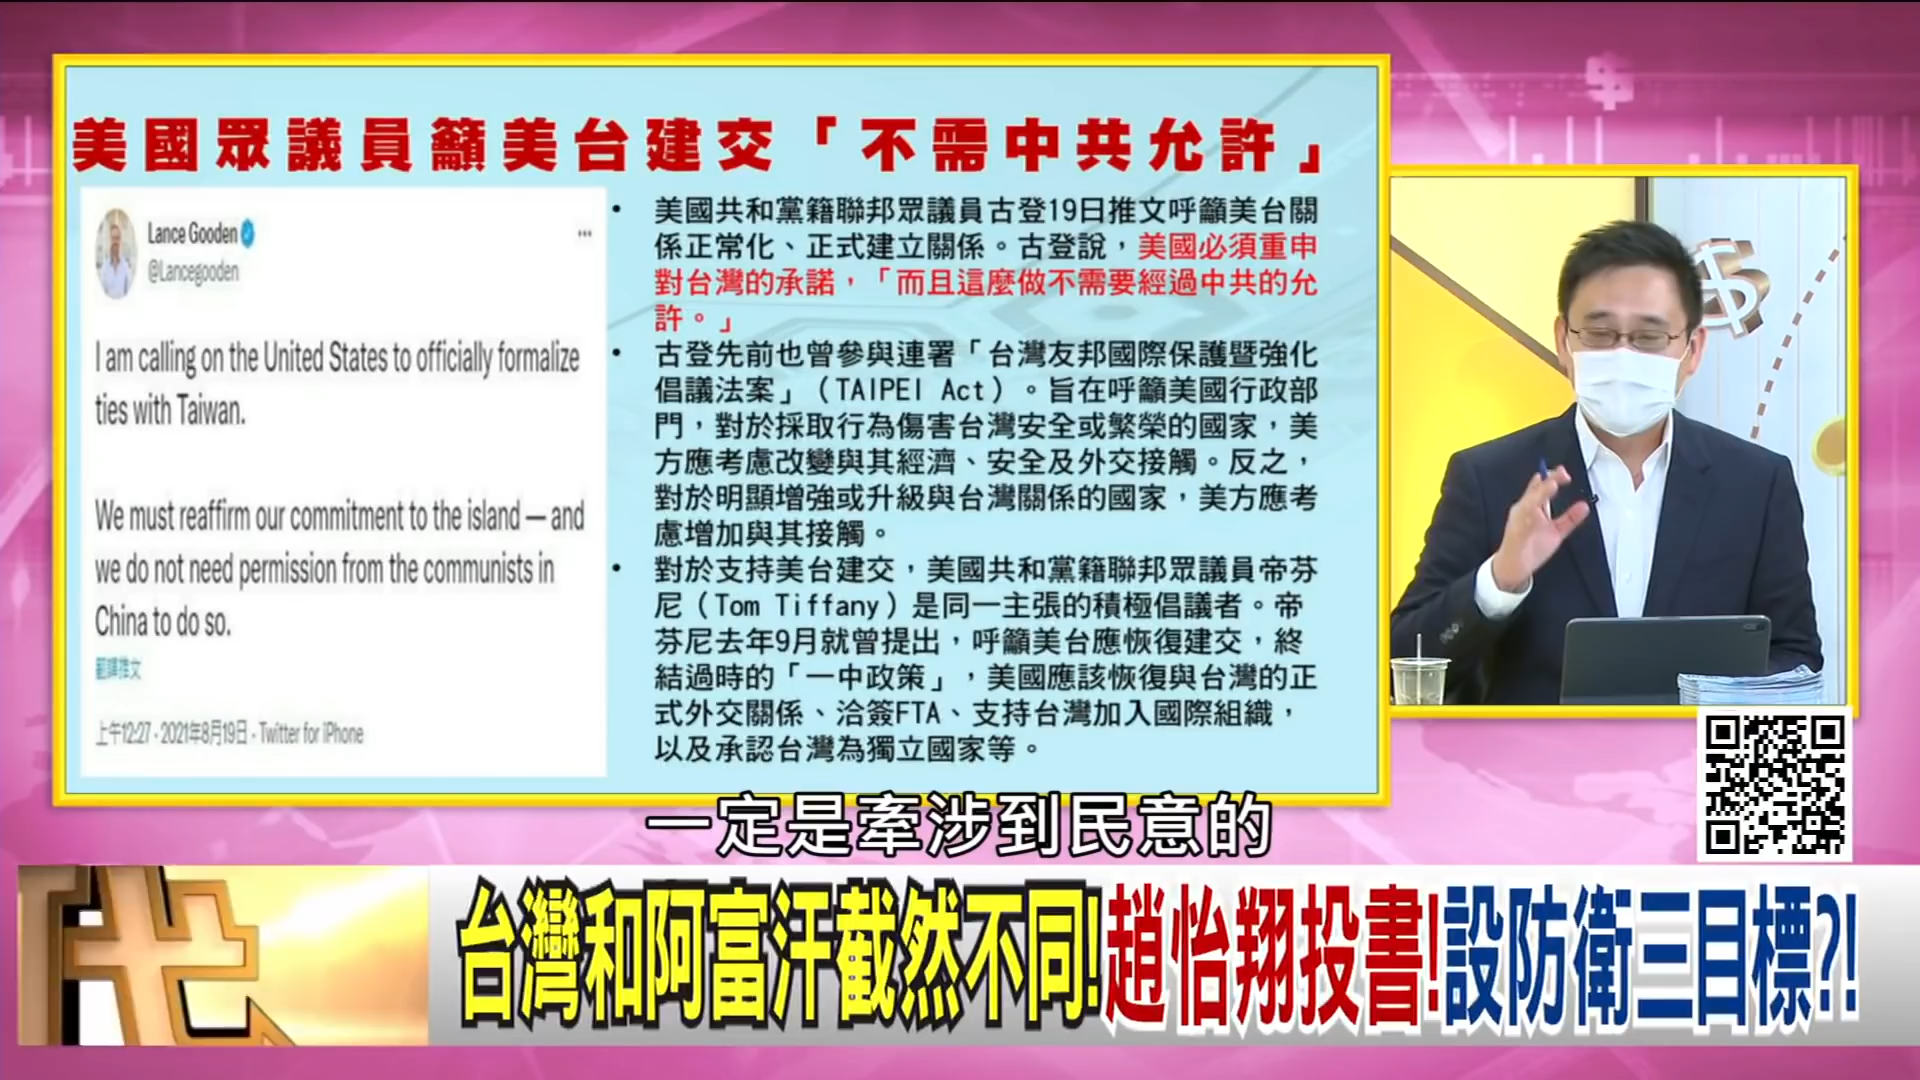 美國眾議員籲美台建交「不需中共允許」
Lance Gooden
@Lancegooden
I am calling on the United States to officially formalize
ties with Taiwan.
We must reaffirm our commitment to the island — and
we do not need permission from the communists in
China to do so.
翻譯推文
上午12:27 · 2021年8月19日 · Twitter for iPhone
• 美國共和黨籍聯邦眾議員古登19日推文呼籲美台關
係正常化、正式建立關係。古登說，美國必須重申
對台灣的承諾，「而且這麼做不需要經過中共的允
許。」
• 古登先前也曾參與連署「台灣友邦國際保護暨強化
倡議法案」（TAIPEI Act）。旨在呼籲美國行政部
門，對於採取行為傷害台灣安全或繁榮的國家，美
方應考慮改變與其經濟、安全及外交接觸。反之，
對於明顯增強或升級與台灣關係的國家，美方應考
慮增加與其接觸。
• 對於支持美台建交，美國共和黨籍聯邦眾議員帝芬
尼（Tom Tiffany）是同一主張的積極倡議者。帝
芬尼去年9月就曾提出，呼籲美台應恢復建交，終
結過時的「一中政策」，美國應該恢復與台灣的正
式外交關係、洽簽FTA、支持台灣加入國際組織，
以及承認台灣為獨立國家等。
一定是牽涉到民意的
台灣和阿富汗截然不同!趙怡翔投書!設防衛三目標?!